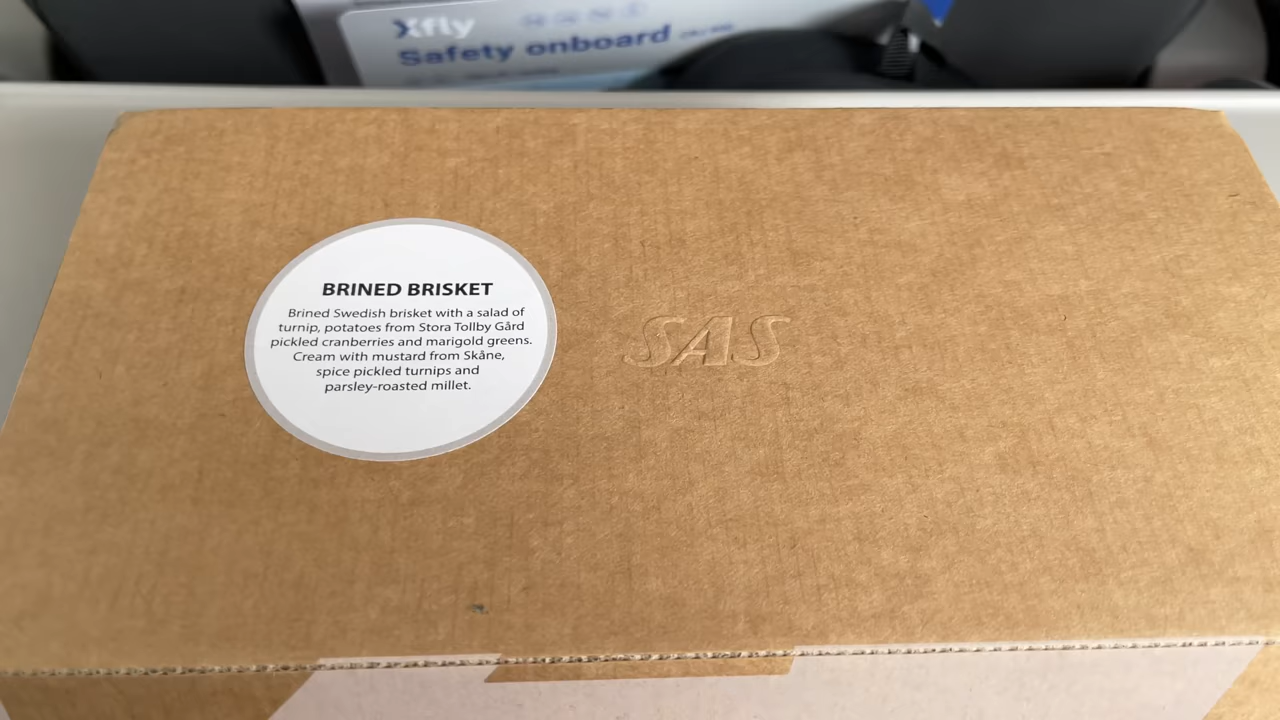 Xfly
Safety onboard
BRINED BRISKET
Brined Swedish brisket with a salad of
turnip, potatoes from Stora Tollby Gård
pickled cranberries and marigold greens.
Cream with mustard from Skåne,
spice pickled turnips and
parsley-roasted millet.
SAS